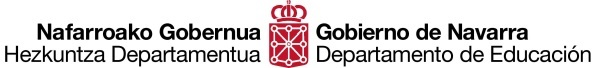 Nafarroako Gobernua
Hezkuntza Departamentua
Gobierno de Navarra
Departamento de Educación